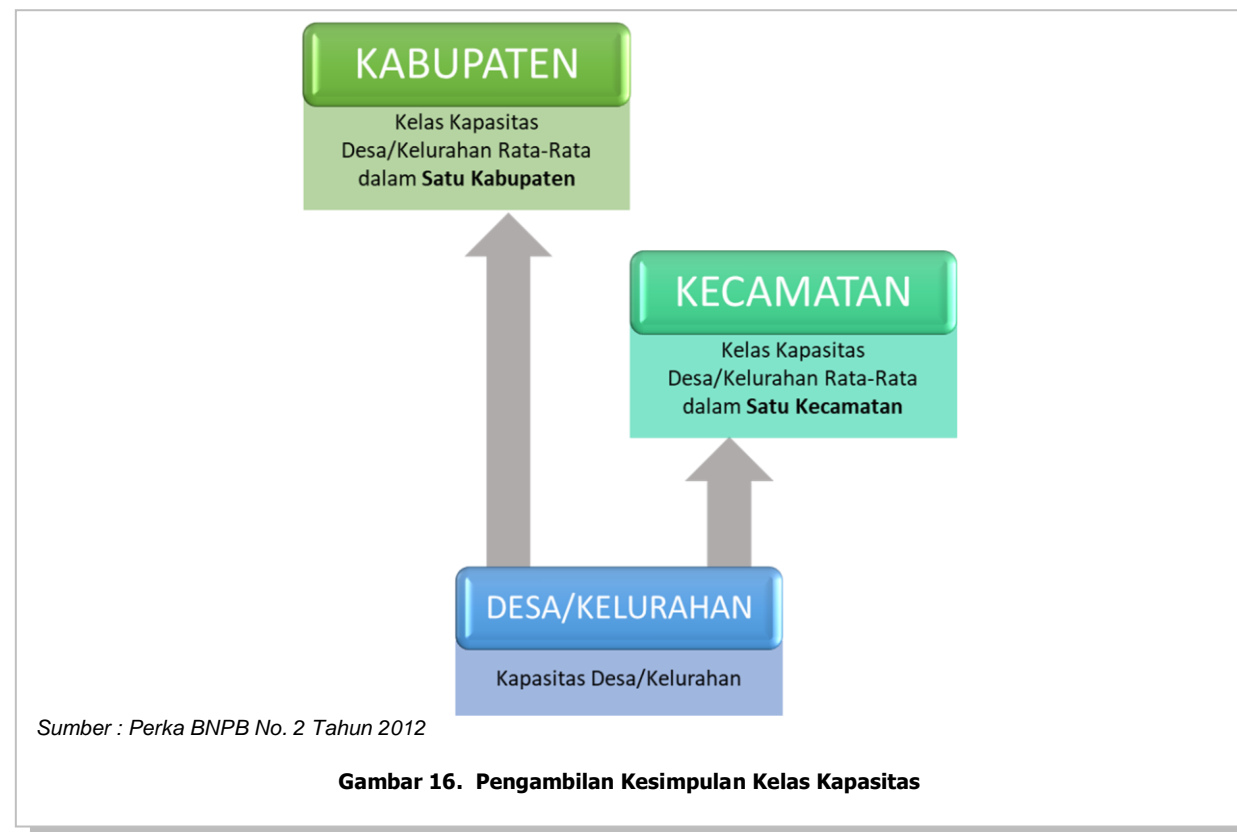 KABUPATEN
Kelas Kapasitas
Desa/Kelurahan Rata-Rata
dalam Satu Kabupaten
KECAMATAN
Kelas Kapasitas
Desa/Kelurahan Rata-Rata
dalam Satu Kecamatan
DESA/KELURAHAN
Kapasitas Desa/Kelurahan
Sumber : Perka BNPB No. 2 Tahun 2012
Gambar 16. Pengambilan Kesimpulan Kelas Kapasitas